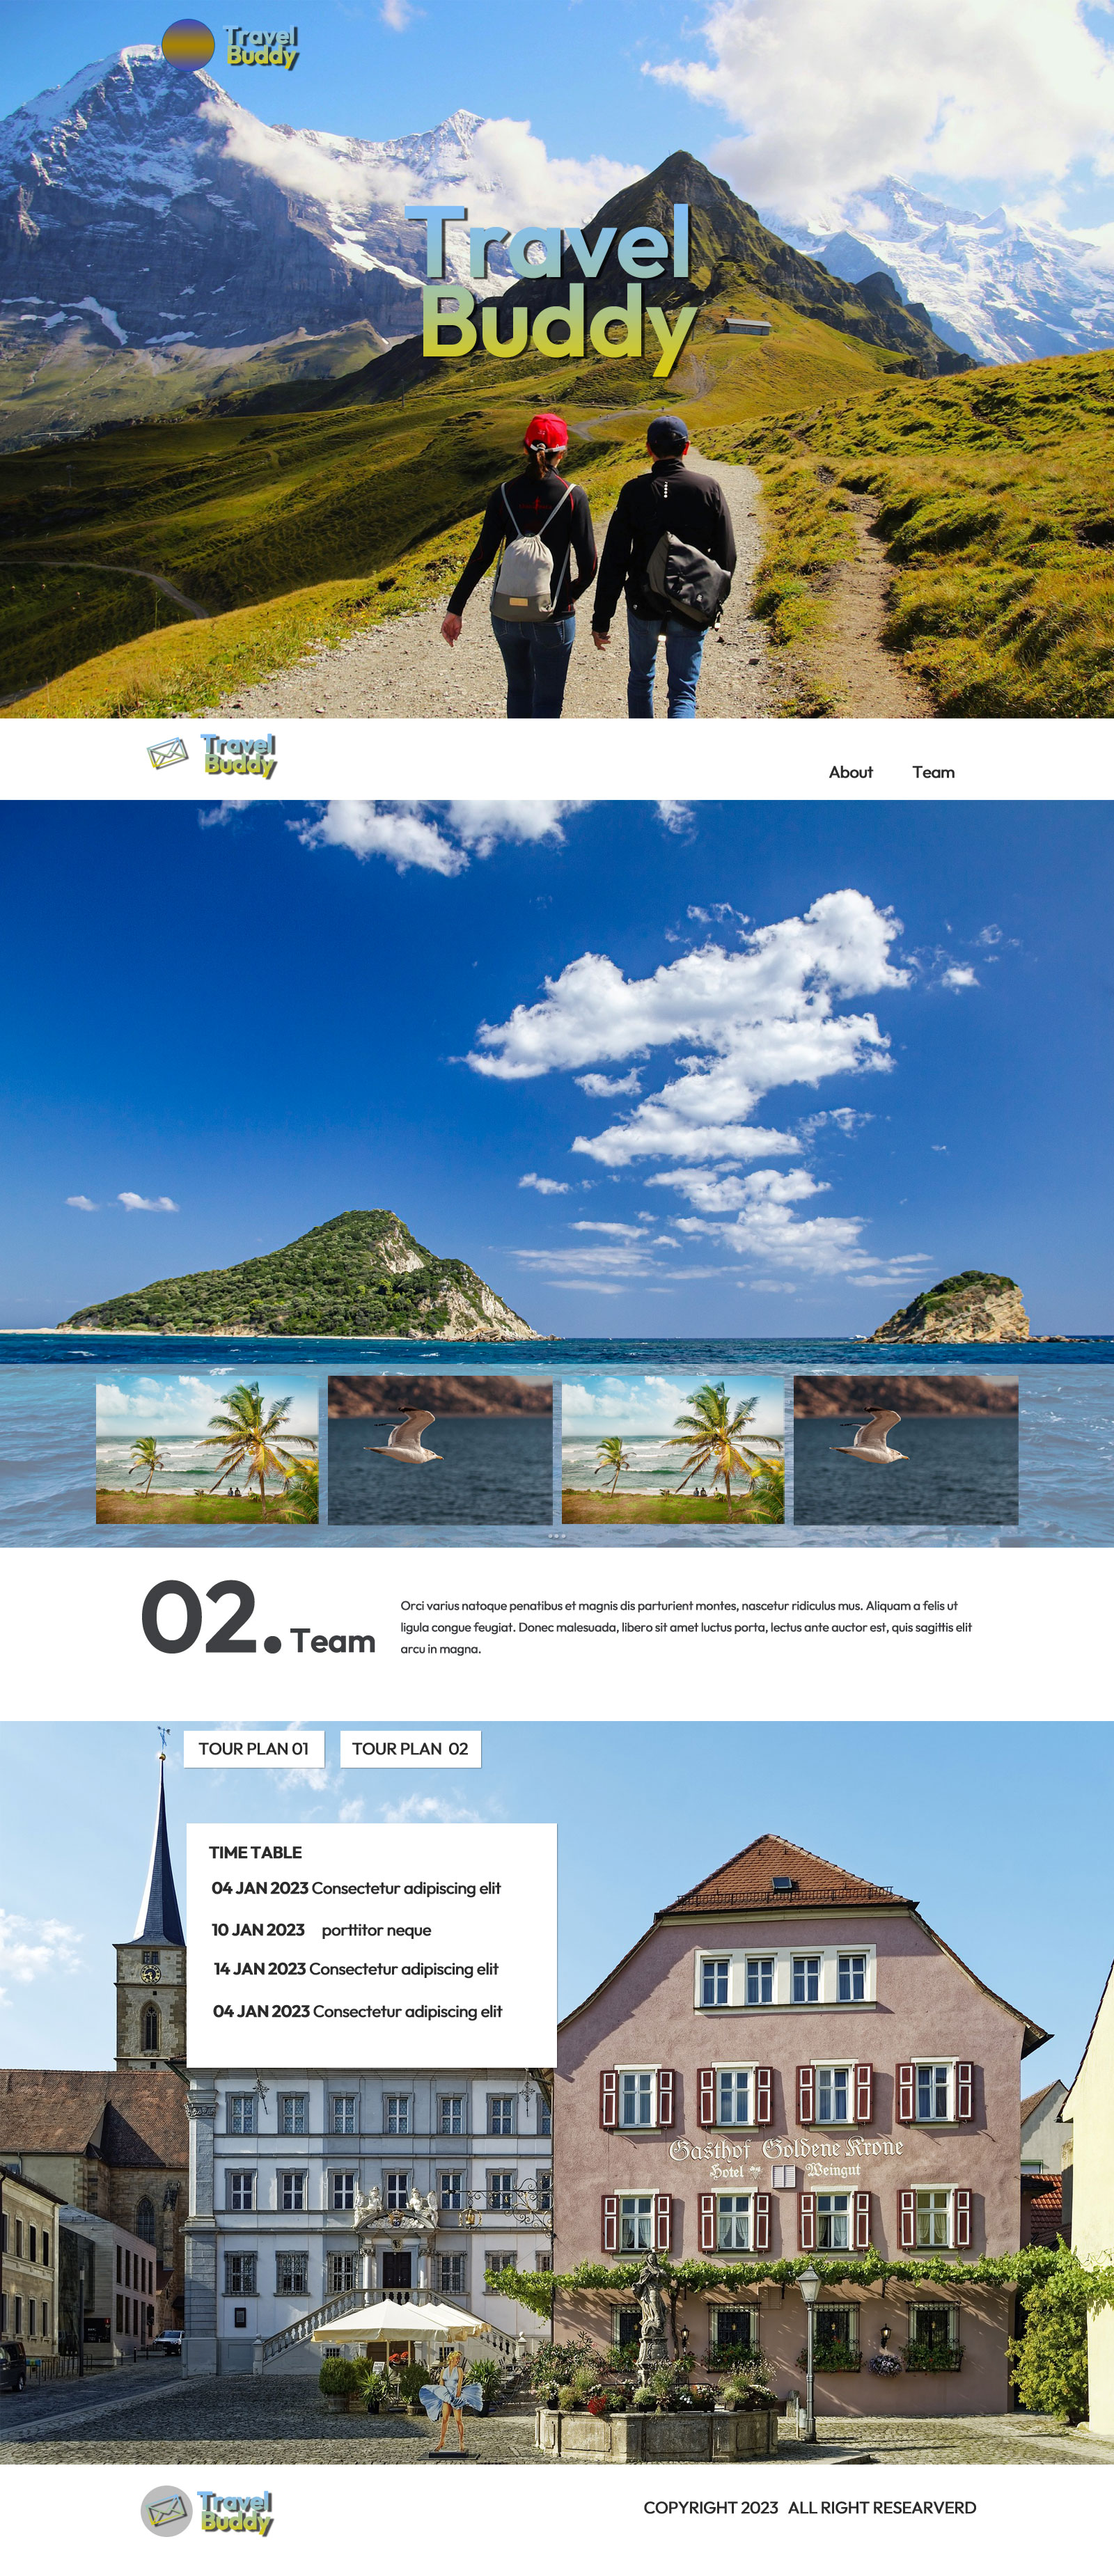 Travel
Buddy
Travel
Buddy
Travel
Buddy
About Team
02. Team
Orci varius natoque penatibus et magnis dis parturient montes, nascetur ridiculus mus. Aliquam a felis ut
ligula congue feugiat. Donec malesuada, libero sit amet luctus porta, lectus ante auctor est, quis sagittis elit
arcu in magna.
TOUR PLAN 01 TOUR PLAN 02
TIME TABLE
04 JAN 2023 Consectetur adipiscing elit
10 JAN 2023 porttitor neque
14 JAN 2023 Consectetur adipiscing elit
04 JAN 2023 Consectetur adipiscing elit
Gasthof Goldene Krone
Hotel Weingut
Travel
Buddy
COPYRIGHT 2023 ALL RIGHT RESEARVERD